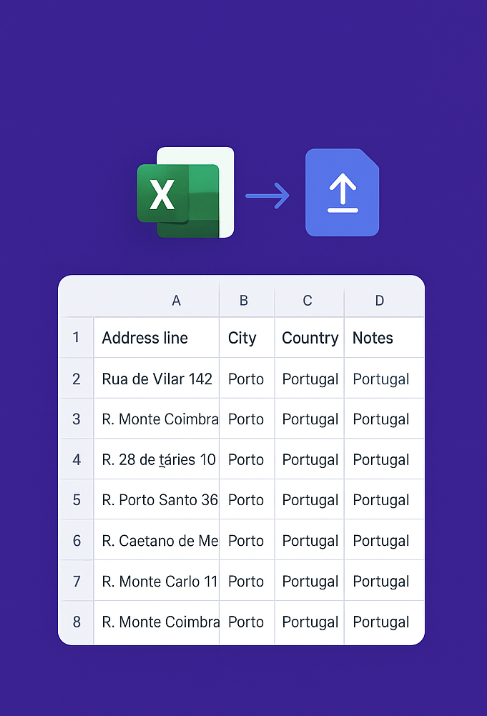 X
A B C D
1 Address line City Country Notes
2 Rua de Vilar 142 Porto Portugal Portugal
3 R. Monte Coimbra Porto Portugal Portugal
4 R. 28 de táries 10 Porto Portugal Portugal
5 R. Porto Santo 36 Porto Portugal Portugal
6 R. Caetano de Me Porto Portugal Portugal
7 R. Monte Carlo 11 Porto Portugal Portugal
8 R. Monte Coimbra Porto Portugal Portugal